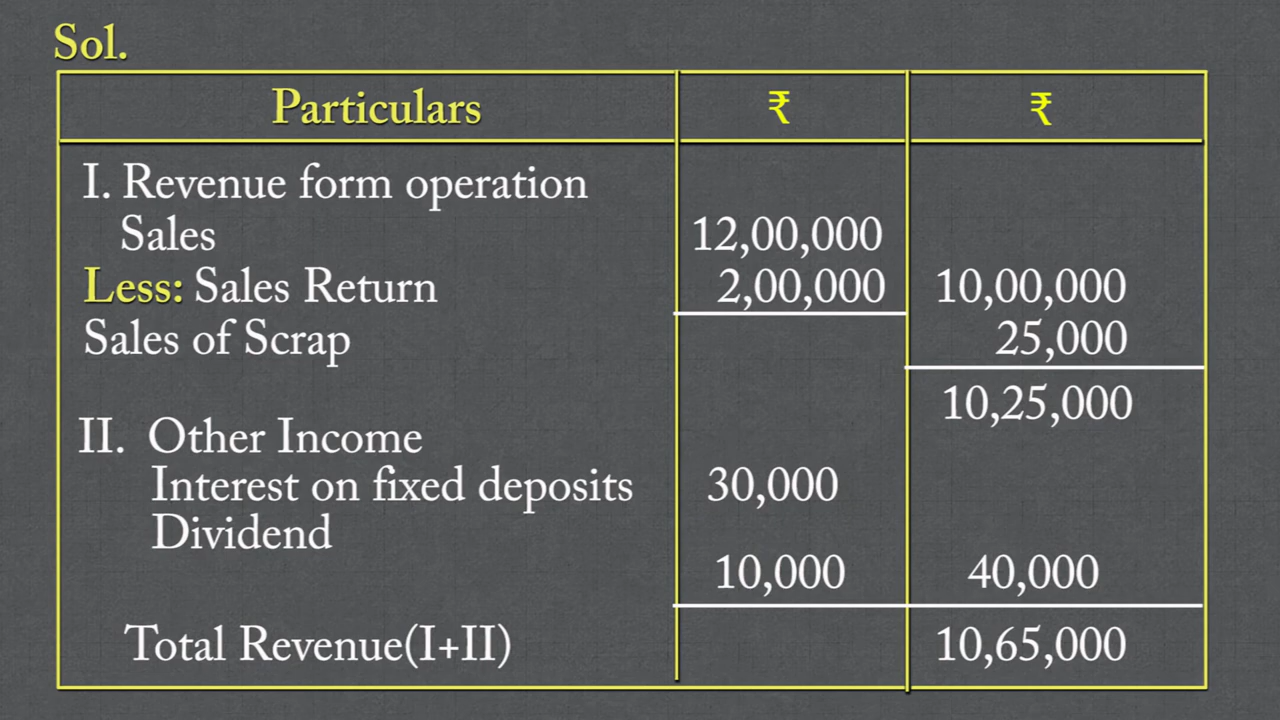 Sol.
Particulars ₹ ₹
I. Revenue form operation
Sales 12,00,000
Less: Sales Return 2,00,000 10,00,000
Sales of Scrap 25,000
10,25,000
II. Other Income
Interest on fixed deposits 30,000
Dividend
10,000 40,000
Total Revenue(I+II) 10,65,000